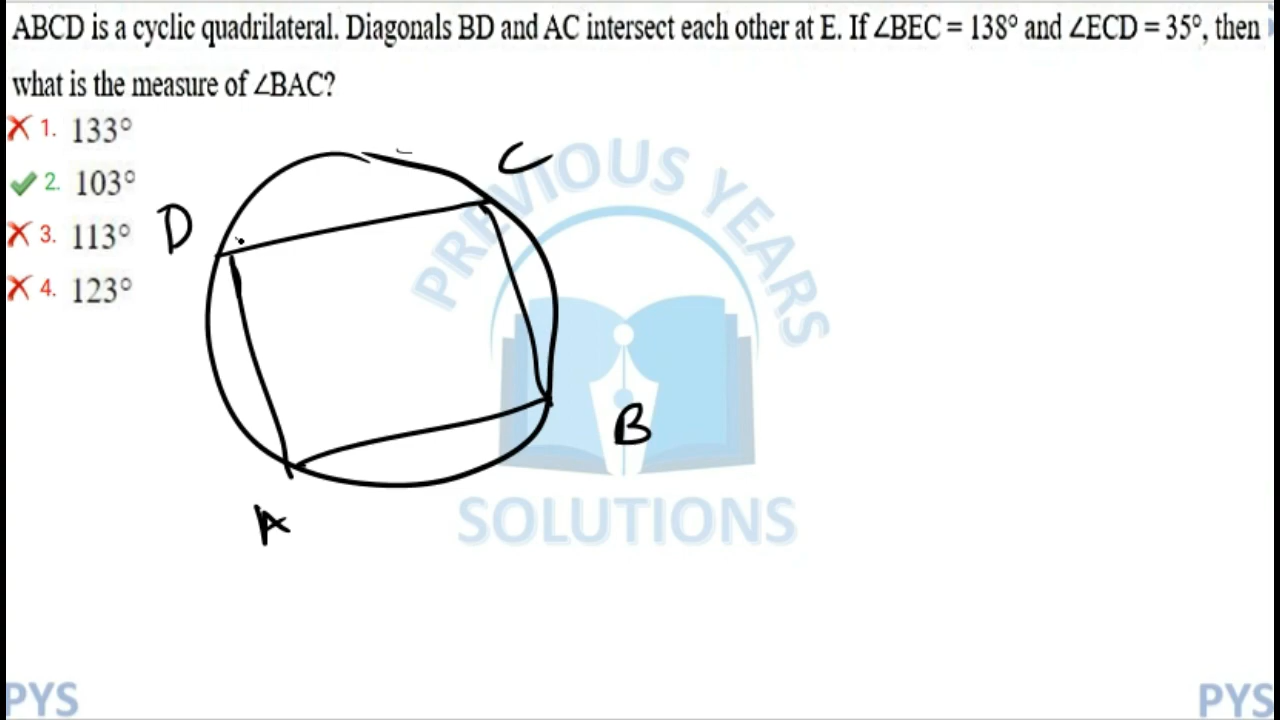 ABCD is a cyclic quadrilateral. Diagonals BD and AC intersect each other at E. If ∠BEC = 138° and ∠ECD = 35°, then
what is the measure of ∠BAC?
1. 133°
2. 103°
3. 113°
4. 123°
C
D
B
A
PREVIOUS YEARS
SOLUTIONS
PYS
PYS